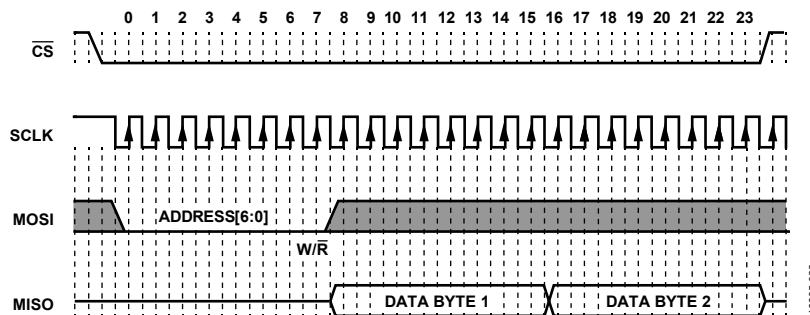 0 1 2 3 4 5 6 7 8 9 10 11 12 13 14 15 16 17 18 19 20 21 22 23
CS
SCLK
MOSI ADDRESS[6:0]
W/R
MISO DATA BYTE 1 DATA BYTE 2